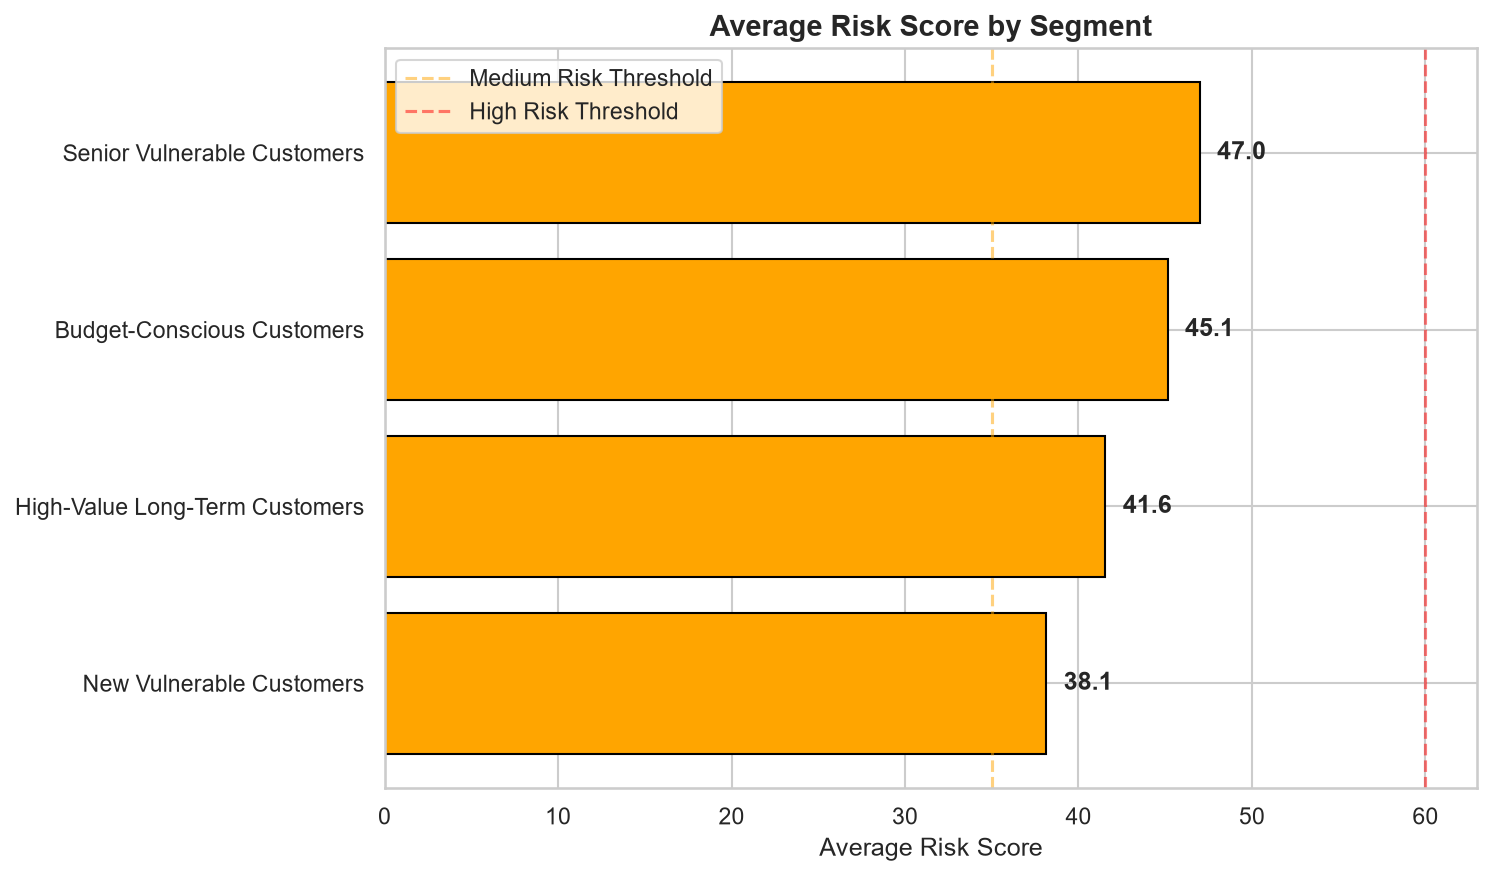 Average Risk Score by Segment
Medium Risk Threshold
High Risk Threshold
Senior Vulnerable Customers
47.0
Budget-Conscious Customers
45.1
High-Value Long-Term Customers
41.6
New Vulnerable Customers
38.1
0 10 20 30 40 50 60
Average Risk Score